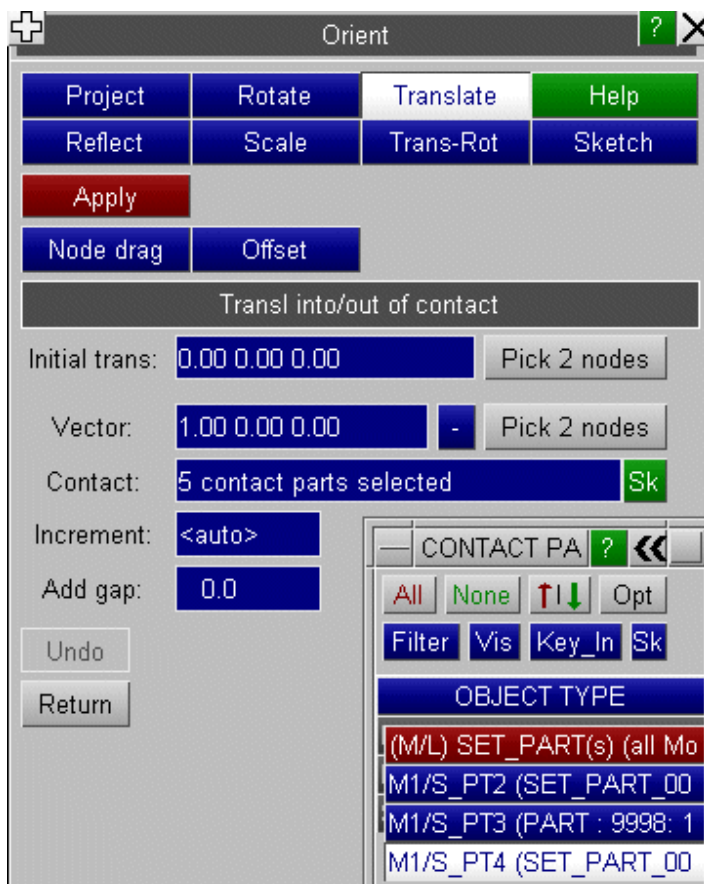 Orient ?
Project Rotate Translate Help
Reflect Scale Trans-Rot Sketch
Apply
Node drag Offset
Transl into/out of contact
Initial trans: 0.00 0.00 0.00 Pick 2 nodes
Vector: 1.00 0.00 0.00 - Pick 2 nodes
Contact: 5 contact parts selected Sk
Increment: <auto>
Add gap: 0.0
Undo
Return
CONTACT PA ?
All None Opt
Filter Vis Key_In Sk
OBJECT TYPE
(M/L) SET_PART(s) (all Mo
M1/S_PT2 (SET_PART_00
M1/S_PT3 (PART : 9998: 1
M1/S_PT4 (SET_PART_00